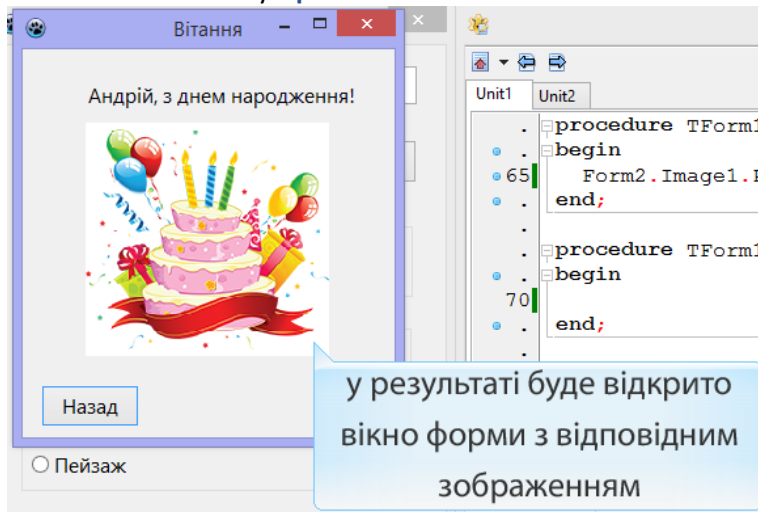 Вітання
Андрій, з днем народження!
Назад
Пейзаж
Unit1
Unit2
procedure TForm1
begin
65
Form2.Image1.
end;
procedure TForm1
begin
70
end;
у результаті буде відкрито
вікно форми з відповідним
зображенням